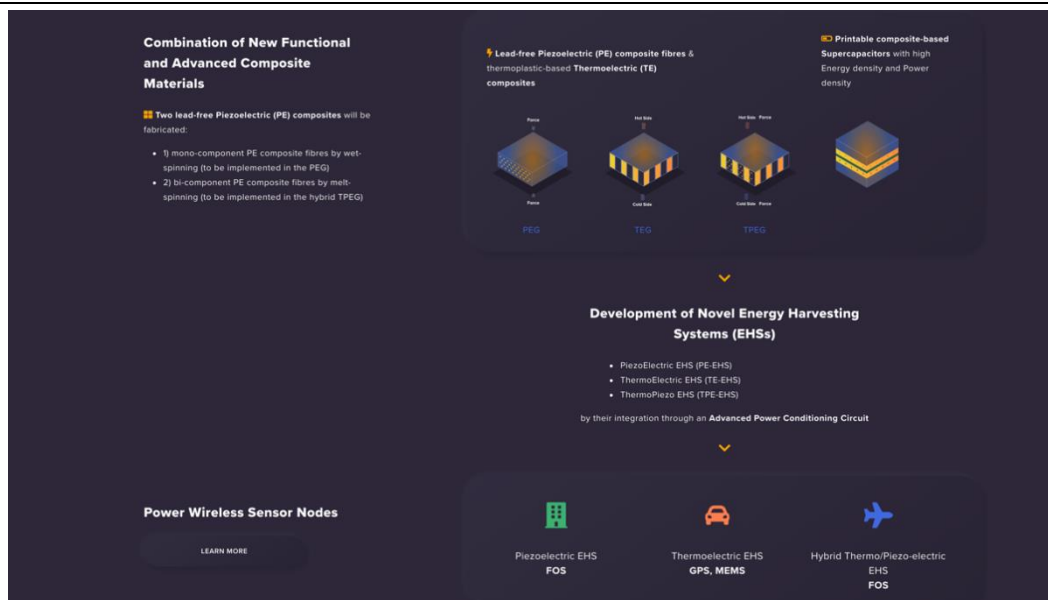 Combination of New Functional
and Advanced Composite
Materials
Two lead-free Piezoelectric (PE) composites will be
fabricated:
• 1) mono-component PE composite fibres by wet-
spinning (to be implemented in the PEG)
• 2) bi-component PE composite fibres by melt-
spinning (to be implemented in the hybrid TPEG)
Lead-free Piezoelectric (PE) composite fibres &
thermoplastic-based Thermoelectric (TE)
composites
Printable composite-based
Supercapacitors with high
Energy density and Power
density
Force
Hot Side
Hot Side Force
Force
Cold Side
Cold Side Force
PEG
TEG
TPEG
Development of Novel Energy Harvesting
Systems (EHSs)
• PiezoElectric EHS (PE-EHS)
• ThermoElectric EHS (TE-EHS)
• ThermoPiezo EHS (TPE-EHS)
by their integration through an Advanced Power Conditioning Circuit
Power Wireless Sensor Nodes
LEARN MORE
Piezoelectric EHS
FOS
Thermoelectric EHS
GPS, MEMS
Hybrid Thermo/Piezo-electric
EHS
FOS